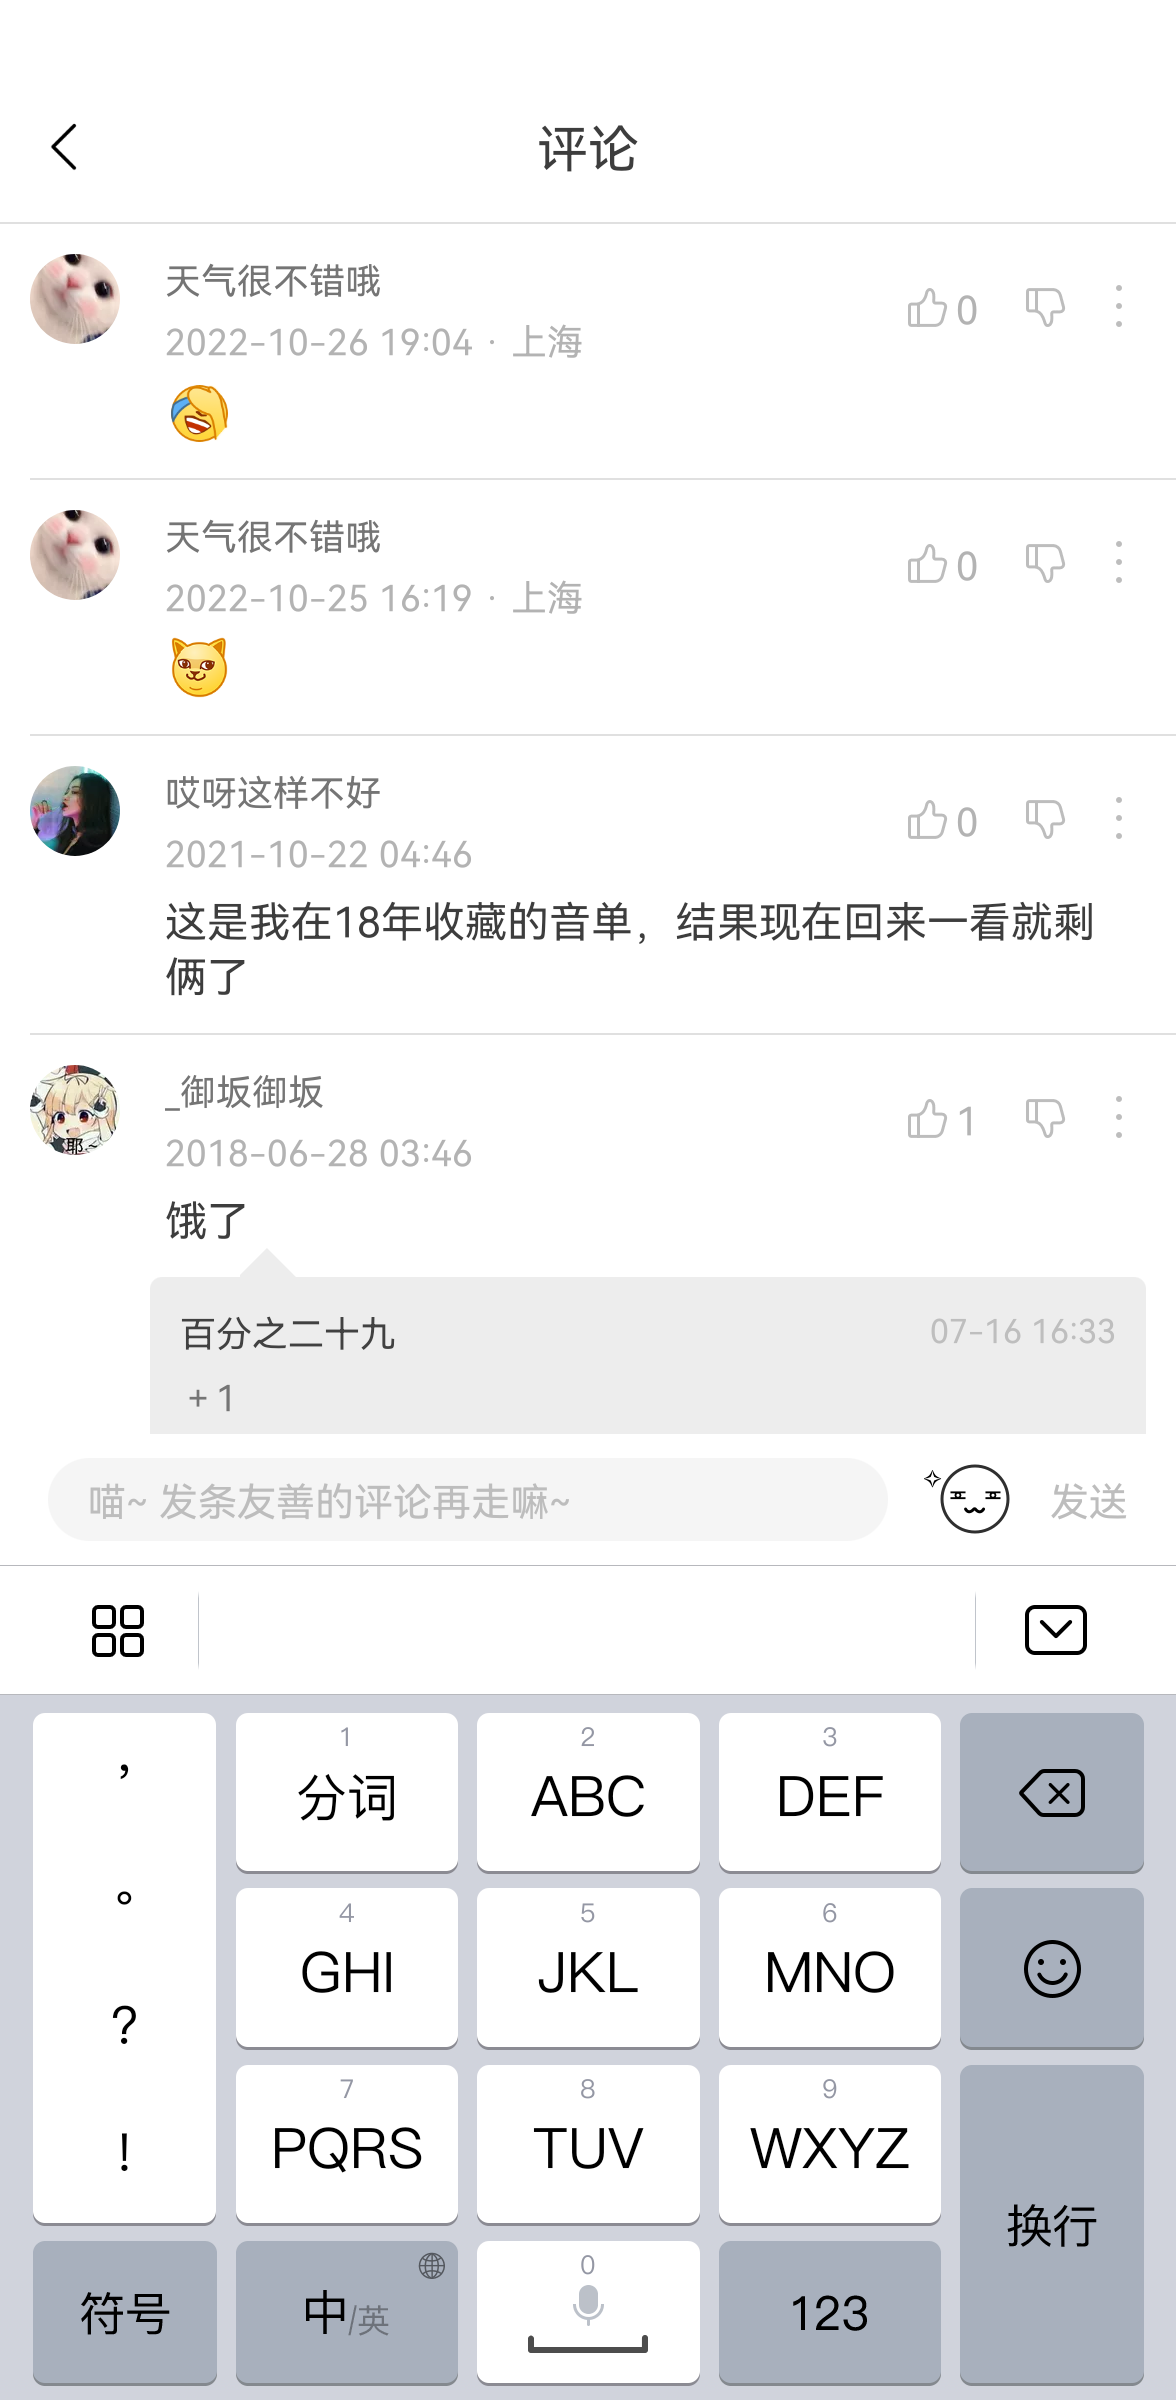 评论
天气很不错哦
2022-10-26 19:04 · 上海
0
天气很不错哦
2022-10-25 16:19 · 上海
0
哎呀这样不好
2021-10-22 04:46
0
这是我在18年收藏的音单，结果现在回来一看就剩
俩了
_御坂御坂
2018-06-28 03:46
1
耶~
饿了
百分之二十九
07-16 16:33
+1
喵~ 发条友善的评论再走嘛~
发送
，
。
?
!
1
分词
2
ABC
3
DEF
4
GHI
5
JKL
6
MNO
7
PQRS
8
TUV
9
WXYZ
换行
符号
中/英
0
123